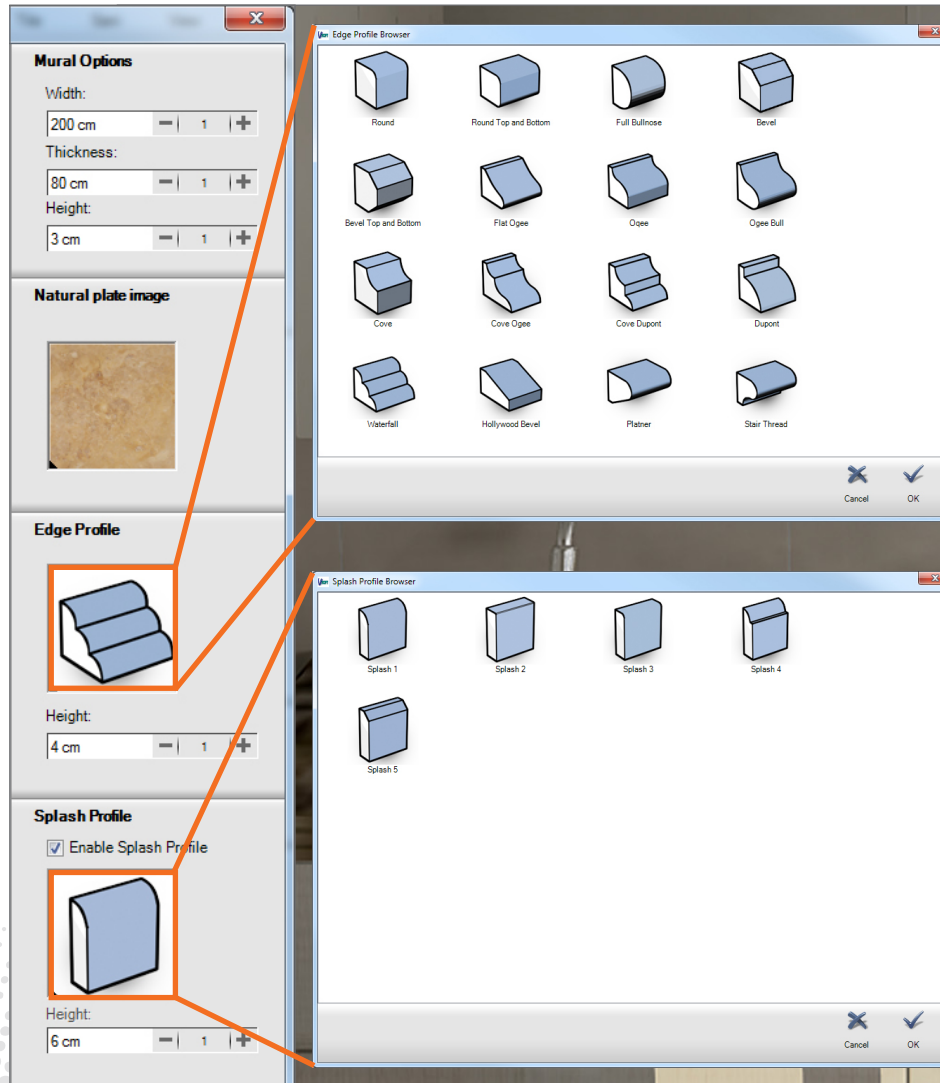 Mural Options
Width:
200 cm
1
Thickness:
80 cm
1
Height:
3 cm
1
Natural plate image
Edge Profile
Height:
4 cm
1
Splash Profile
Enable Splash Profile
Height:
6 cm
1
Edge Profile Browser
Round
Round Top and Bottom
Full Bullnose
Bevel
Bevel Top and Bottom
Flat Ogee
Ogee
Ogee Bull
Cove
Cove Ogee
Cove Dupont
Dupont
Waterfall
Hollywood Bevel
Platner
Stair Thread
Cancel
OK
Splash Profile Browser
Splash 1
Splash 2
Splash 3
Splash 4
Splash 5
Cancel
OK